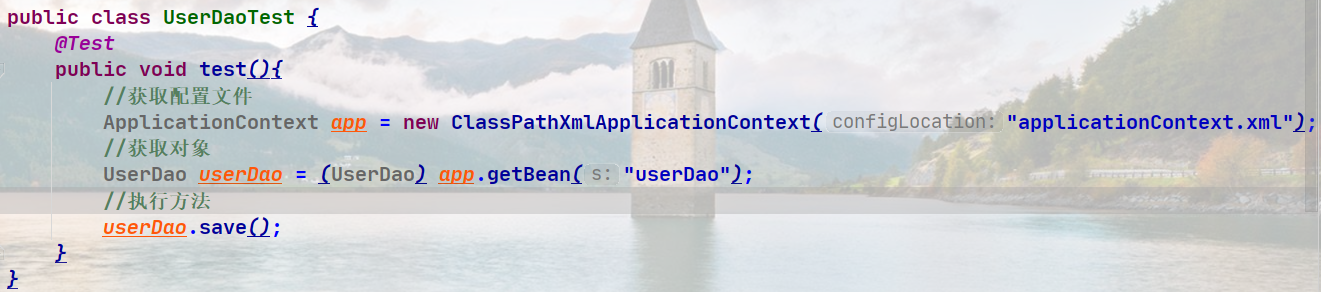 public class UserDaoTest {
@Test
public void test(){
//获取配置文件
ApplicationContext app = new ClassPathXmlApplicationContext( configLocation: "applicationContext.xml");
//获取对象
UserDao userDao = (UserDao) app.getBean( s: "userDao");
//执行方法
userDao.save();
}
}